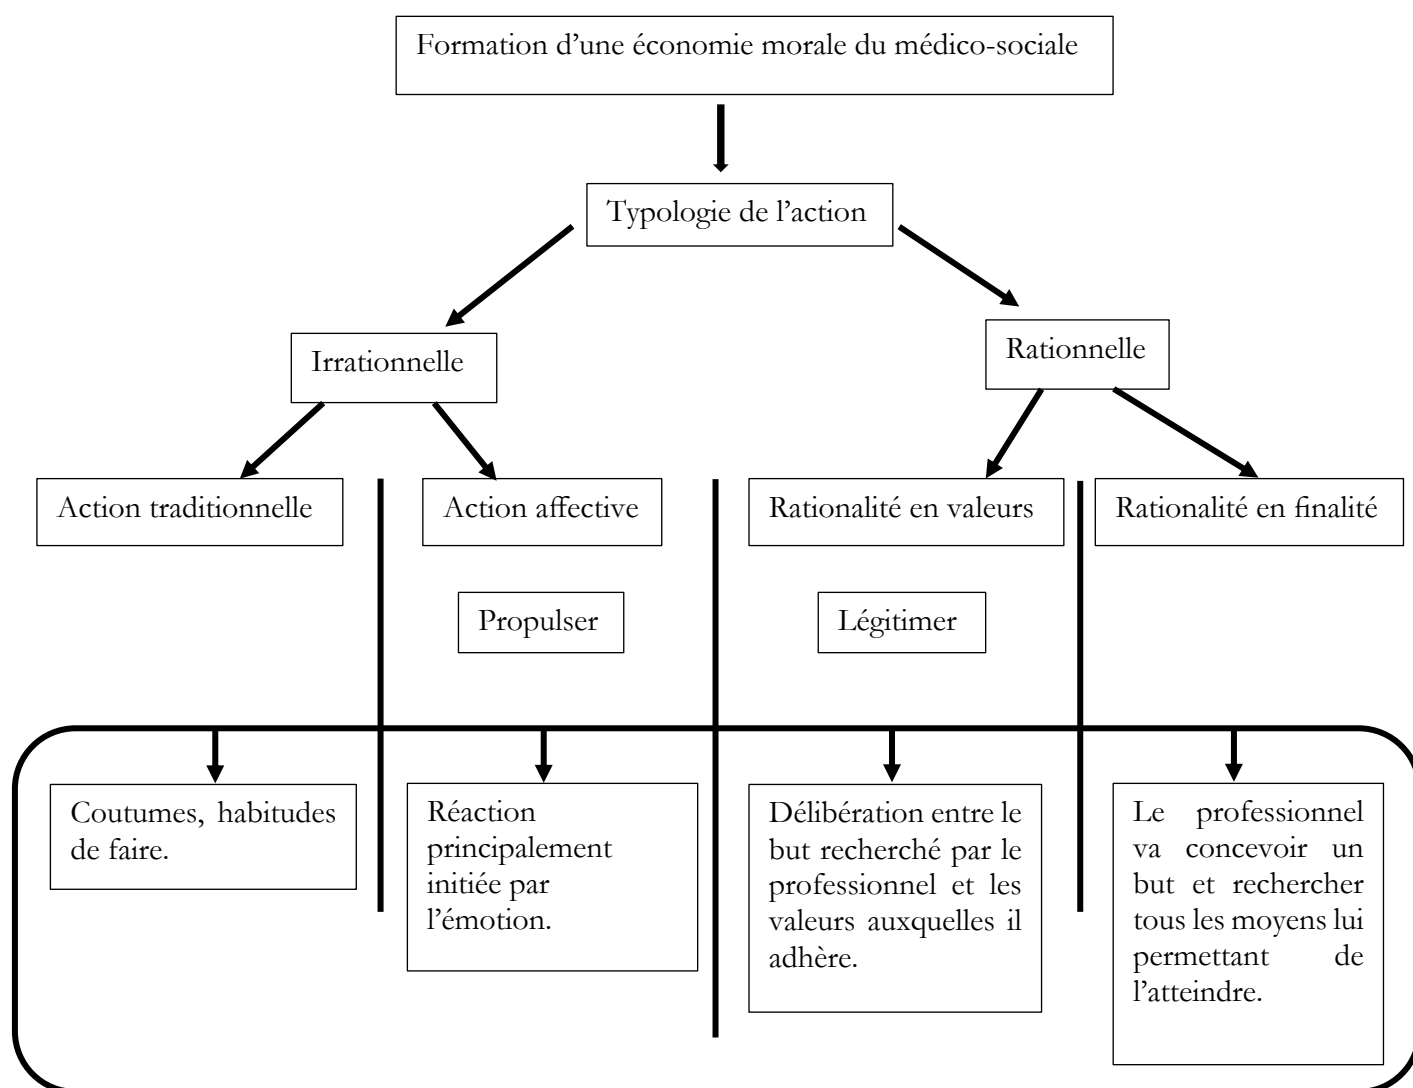 Formation d’une économie morale du médico-sociale
Typologie de l’action
Irrationnelle
Rationnelle
Action traditionnelle
Action affective
Rationalité en valeurs
Rationalité en finalité
Propulser
Légitimer
Coutumes, habitudes
de faire.
Réaction
principalement
initiée par
l’émotion.
Délibération entre le
but recherché par le
professionnel et les
valeurs auxquelles il
adhère.
Le professionnel
va concevoir un
but et rechercher
tous les moyens lui
permettant de
l’atteindre.